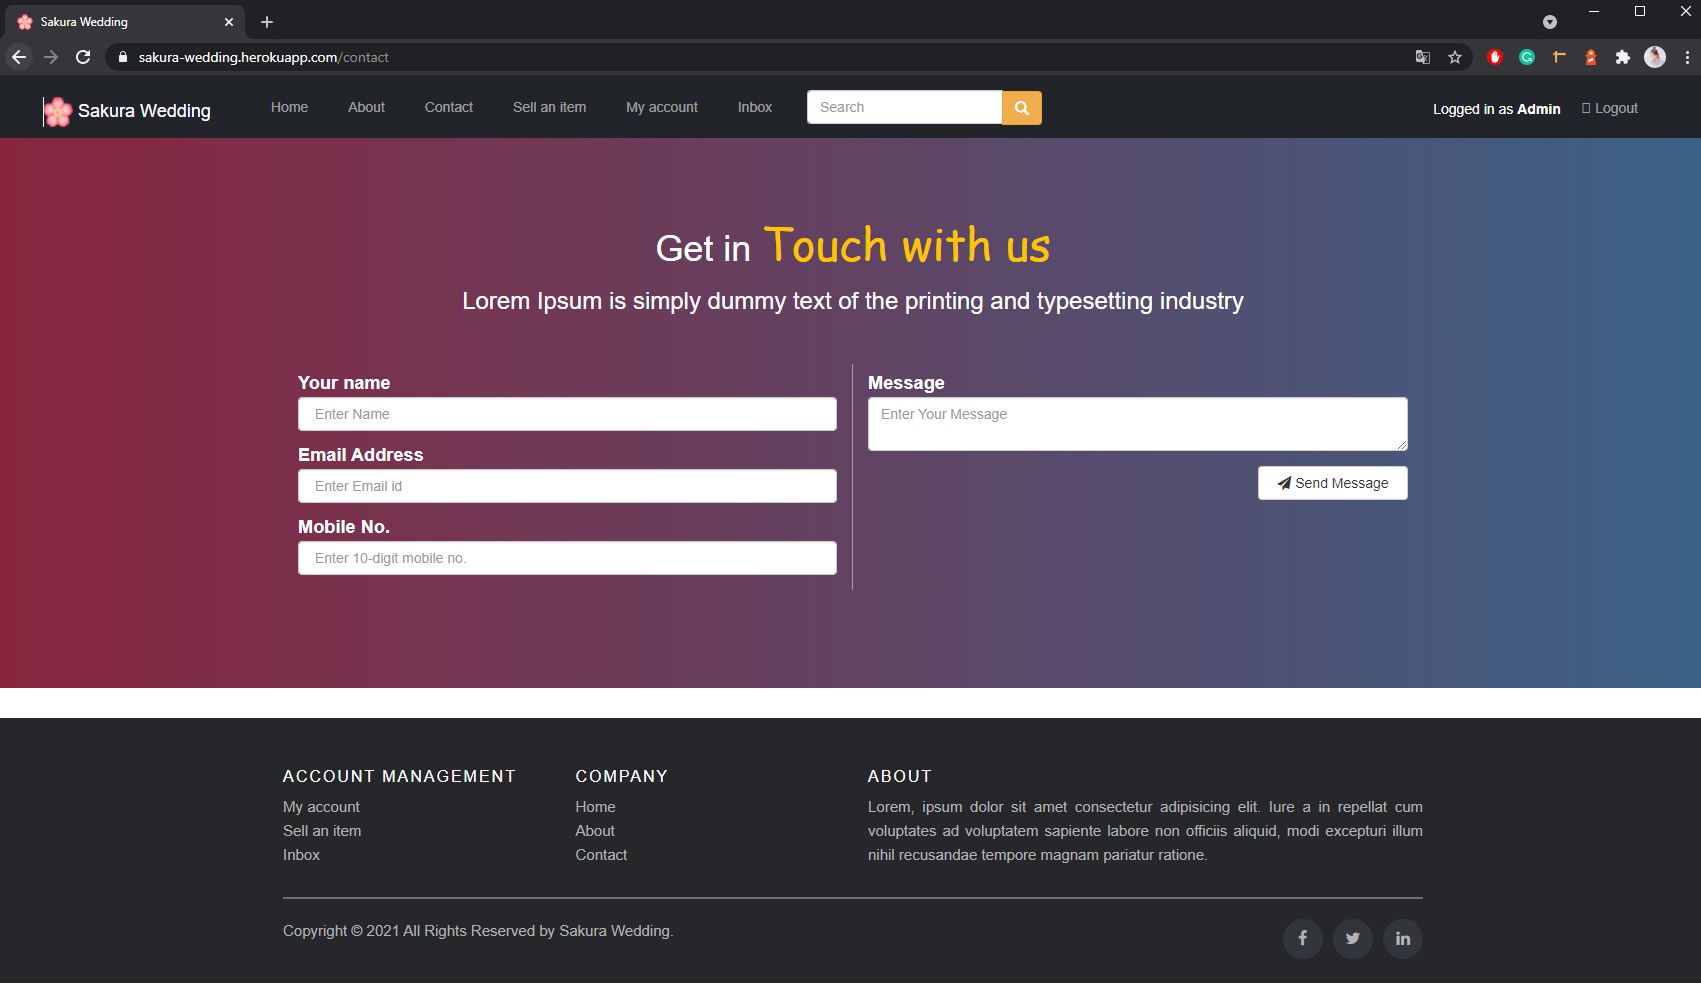 Sakura Wedding
sakura-wedding.herokuapp.com/contact
Sakura Wedding
Home
About
Contact
Sell an item
My account
Inbox
Search
Logged in as Admin
Logout
Get in Touch with us
Lorem Ipsum is simply dummy text of the printing and typesetting industry
Your name
Enter Name
Email Address
Enter Email id
Mobile No.
Enter 10-digit mobile no.
Message
Enter Your Message
Send Message
ACCOUNT MANAGEMENT
My account
Sell an item
Inbox
COMPANY
Home
About
Contact
ABOUT
Lorem, ipsum dolor sit amet consectetur adipisicing elit. Iure a in repellat cum
voluptates ad voluptatem sapiente labore non officiis aliquid, modi excepturi illum
nihil recusandae tempore magnam pariatur ratione.
Copyright © 2021 All Rights Reserved by Sakura Wedding.